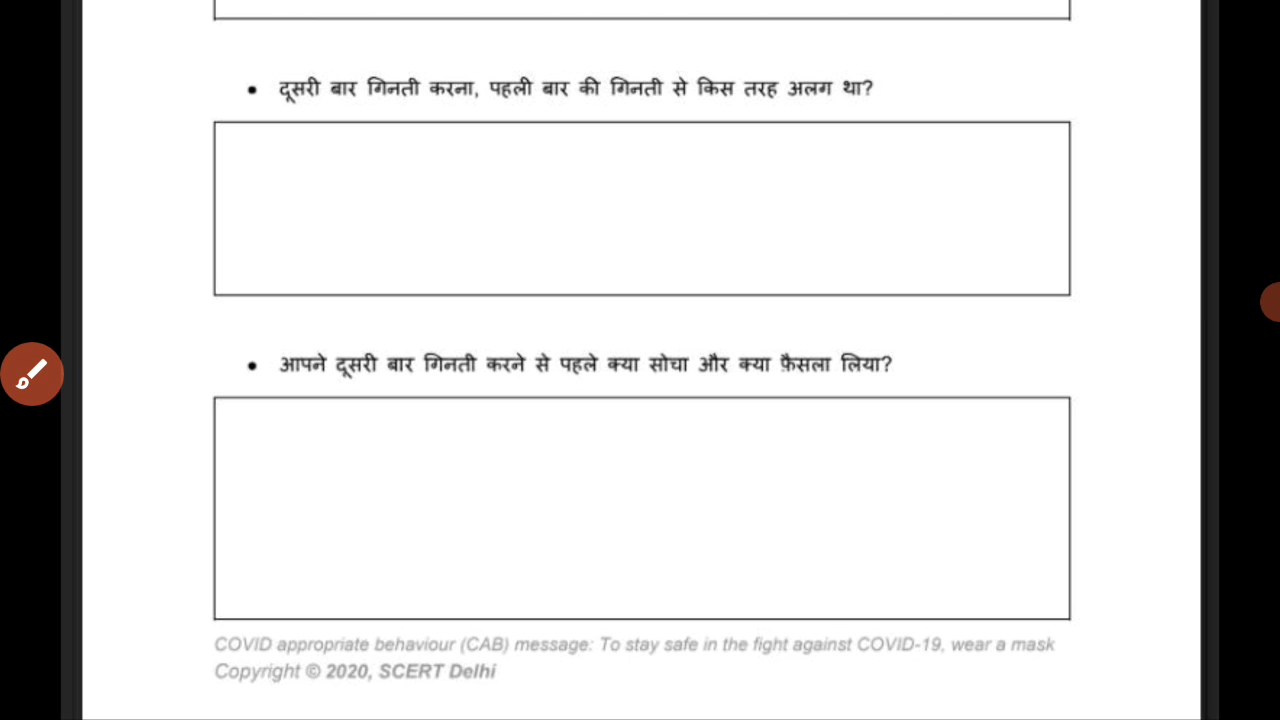 • दूसरी बार गिनती करना, पहली बार की गिनती से किस तरह अलग था?
• आपने दूसरी बार गिनती करने से पहले क्या सोचा और क्या फ़ैसला लिया?
COVID appropriate behaviour (CAB) message: To stay safe in the fight against COVID-19, wear a mask
Copyright © 2020, SCERT Delhi